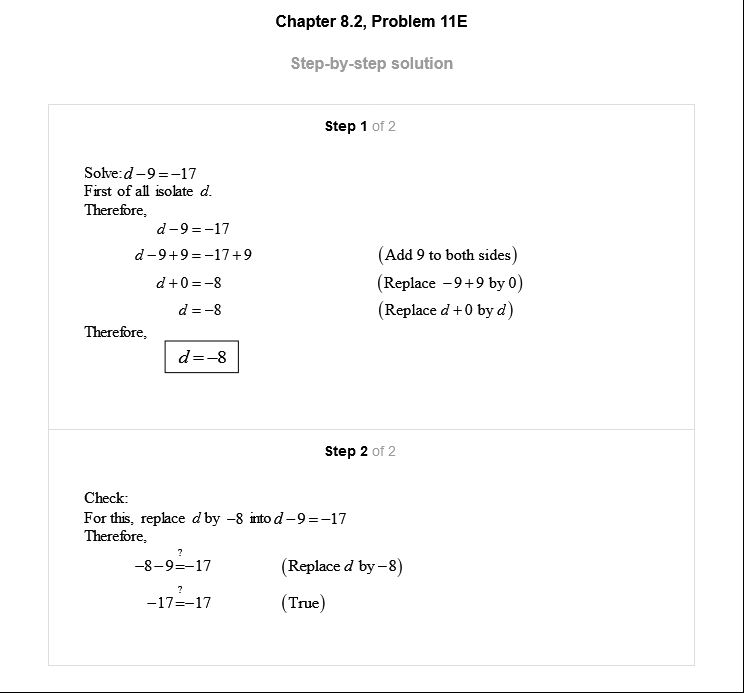 Chapter 8.2, Problem 11E
Step-by-step solution
Step 1 of 2
Solve: d−9=−17
First of all isolate d.
Therefore,
d−9=−17
d−9+9=−17+9 (Add 9 to both sides)
d+0=−8 (Replace −9+9 by 0)
d=−8 (Replace d+0 by d)
Therefore,
d=−8
Step 2 of 2
Check:
For this, replace d by −8 into d−9=−17
Therefore,
−8−9=?−17 (Replace d by −8)
−17=?−17 (True)